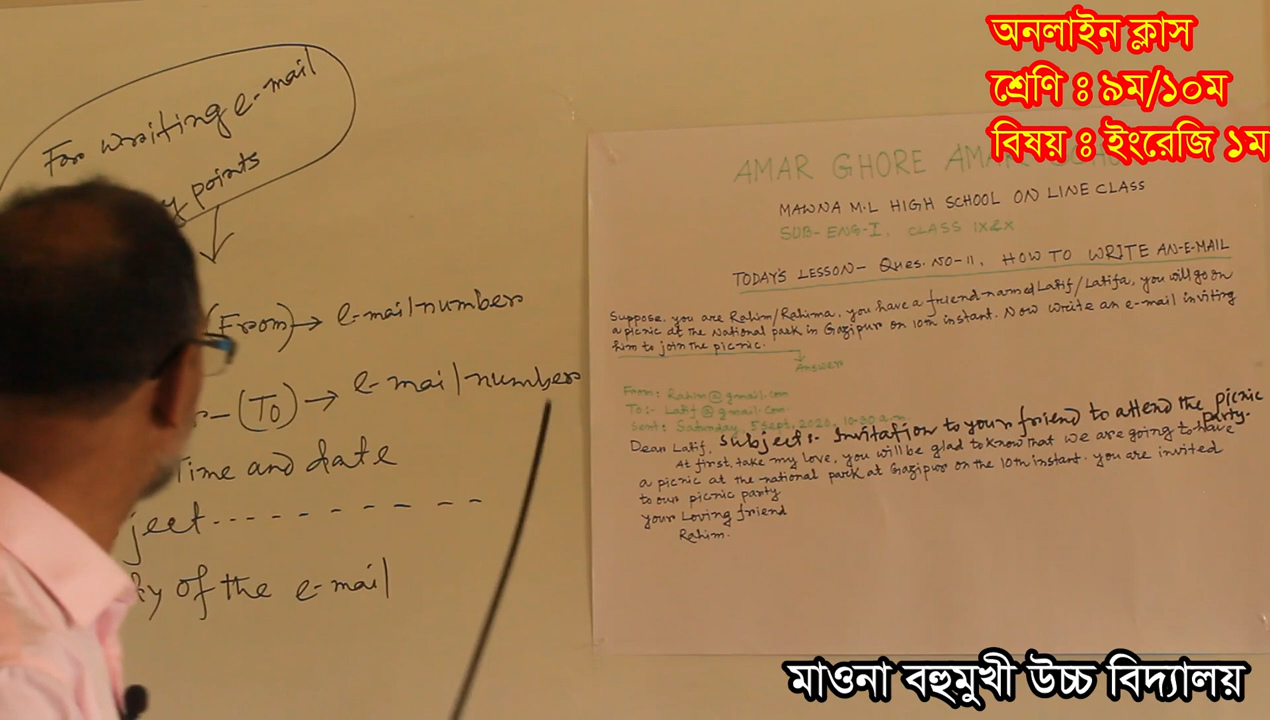 অনলাইন ক্লাস
শ্রেণি ঃ ৯ম/১০ম
বিষয় ঃ ইংরেজি ১ম
For writing e-mail
points
(From) → e-mail-number
(To) → e-mail-number
Time and date
ject
of the e-mail
AMAR GHORE AMAR
MAWNA M.L HIGH SCHOOL ON LINE CLASS
SUB- ENG-I, CLASS IX&X
TODAY'S LESSON- Ques. NO-11, HOW TO WRITE AN-E-MAIL
Suppose, you are Rahim/Rahima, you have a friend named Latif/Latifa, you will go on
a picnic at the National park in Gazipur on 10th instant. Now write an e-mail inviting
him to join the picnic.
Answer
From: Rahim@gmail.com
To:- Latif@gmail.com
Sent: Saturday, 5 Sept, 2020, 10:30 a.m.
Subject:- Invitation to your friend to attend the picnic party.
Dear Latif,
At first, take my love, you will be glad to know that we are going to have
a picnic at the national park at Gazipur on the 10th instant. you are invited
to our picnic party
your Loving friend
Rahim.
মাওনা বহুমুখী উচ্চ বিদ্যালয়